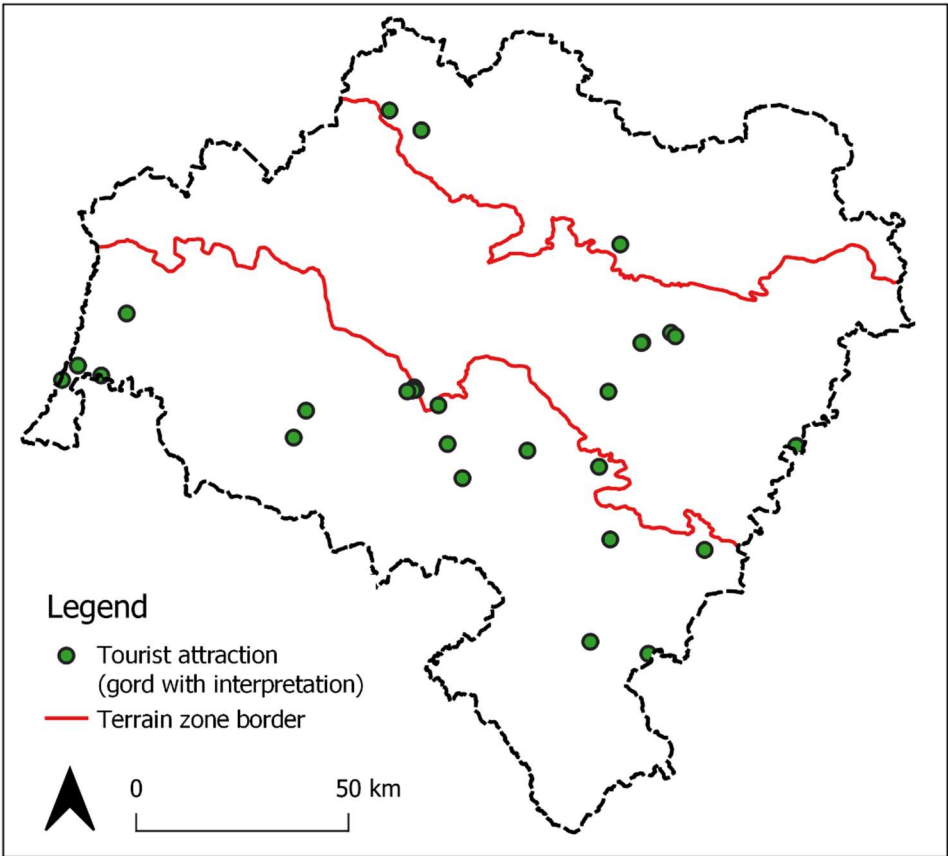 Legend
Tourist attraction
(gord with interpretation)
Terrain zone border
0 50 km